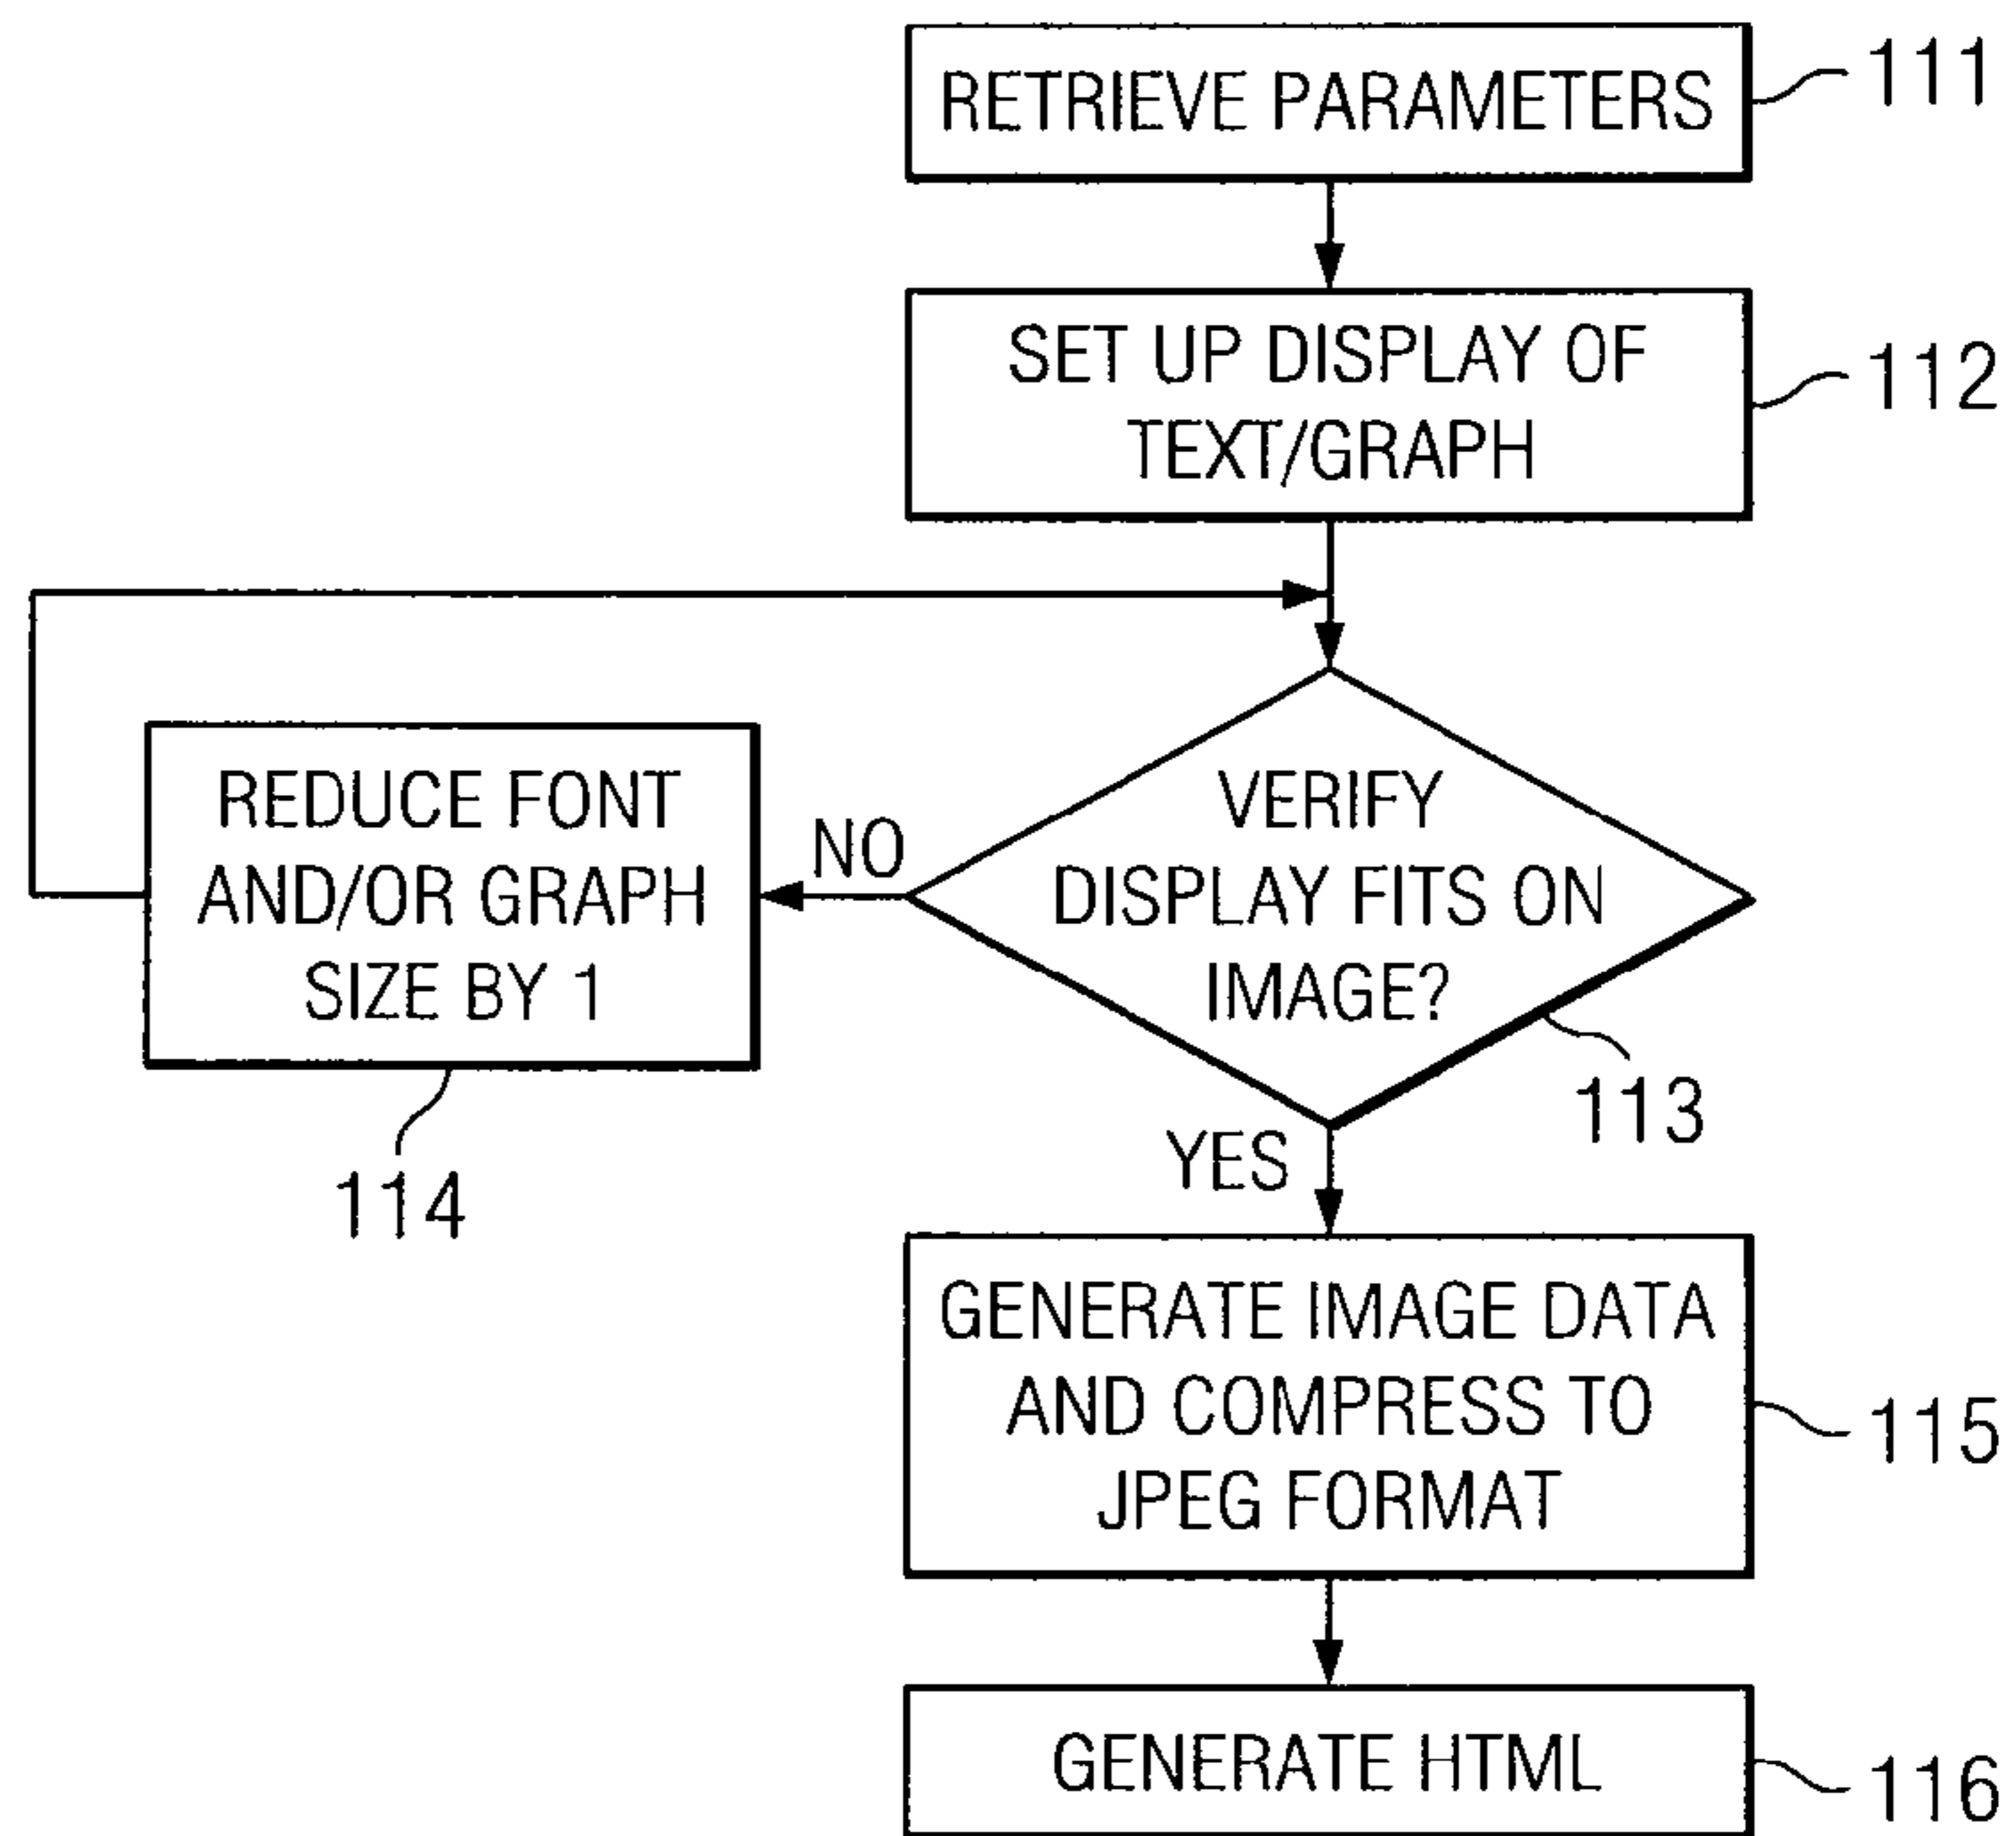 RETRIEVE PARAMETERS
111
SET UP DISPLAY OF
TEXT/GRAPH
112
VERIFY
DISPLAY FITS ON
IMAGE?
113
NO
REDUCE FONT
AND/OR GRAPH
SIZE BY 1
114
YES
GENERATE IMAGE DATA
AND COMPRESS TO
JPEG FORMAT
115
GENERATE HTML
116